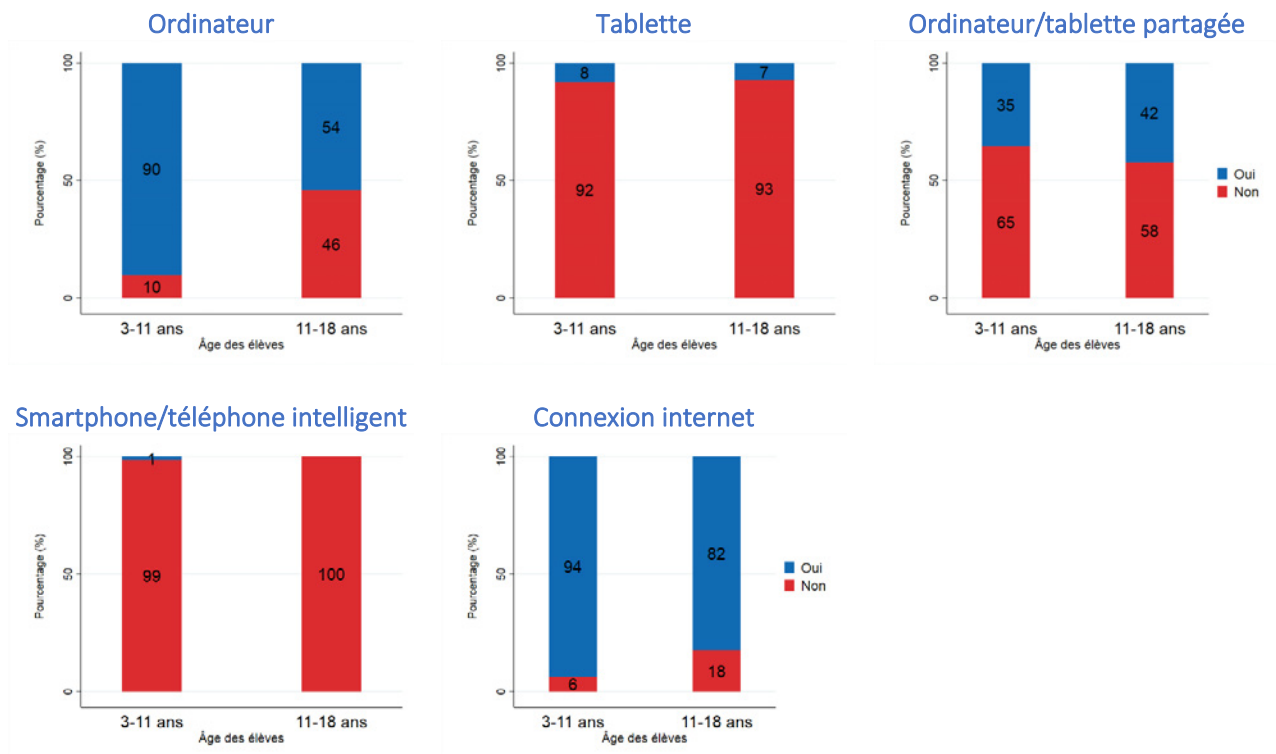 Ordinateur
Tablette
Ordinateur/tablette partagée
Pourcentage (%)
100
50
0
90
10
54
46
3-11 ans
11-18 ans
Âge des élèves
Pourcentage (%)
100
50
0
8
92
7
93
3-11 ans
11-18 ans
Âge des élèves
Pourcentage (%)
100
50
0
35
65
42
58
3-11 ans
11-18 ans
Âge des élèves
Oui
Non
Smartphone/téléphone intelligent
Connexion internet
Pourcentage (%)
100
50
0
1
99
100
3-11 ans
11-18 ans
Âge des élèves
Pourcentage (%)
100
50
0
94
6
82
18
3-11 ans
11-18 ans
Âge des élèves
Oui
Non